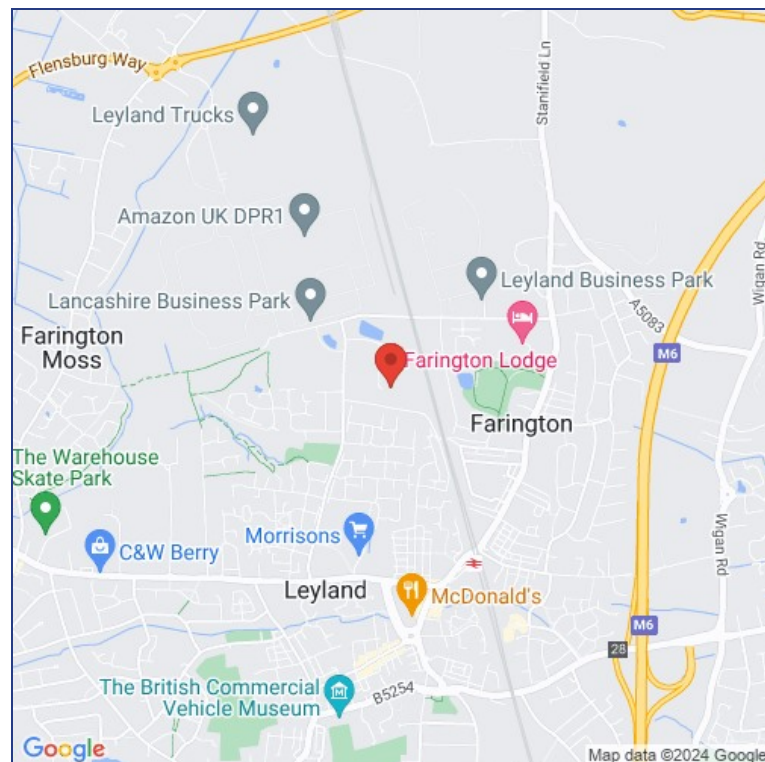 Flensburg Way
Stanifield Ln
Leyland Trucks
Amazon UK DPR1
Wigan Rd
Leyland Business Park
Lancashire Business Park
A5083
Farington
Moss
M6
Farington Lodge
Farington
The Warehouse
Skate Park
Morrisons
C&W Berry
Wigan Rd
Leyland
McDonald's
M6
28
The British Commercial
Vehicle Museum
B5254
Google
Map data ©2024 Google